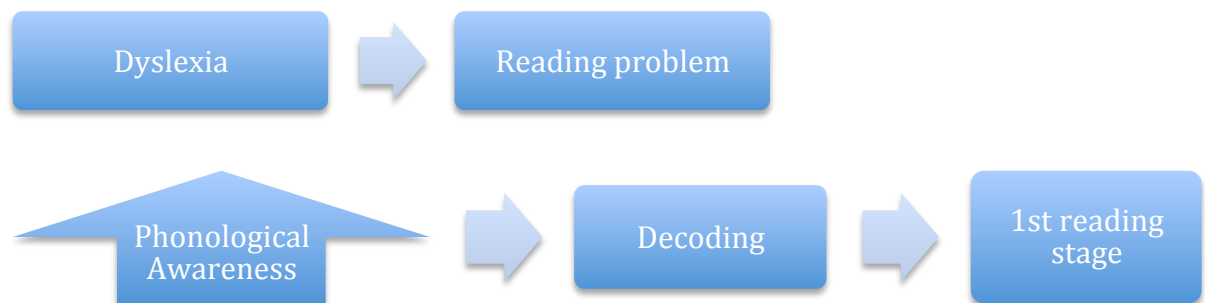 Dyslexia
Reading problem
Phonological
Awareness
Decoding
1st reading
stage